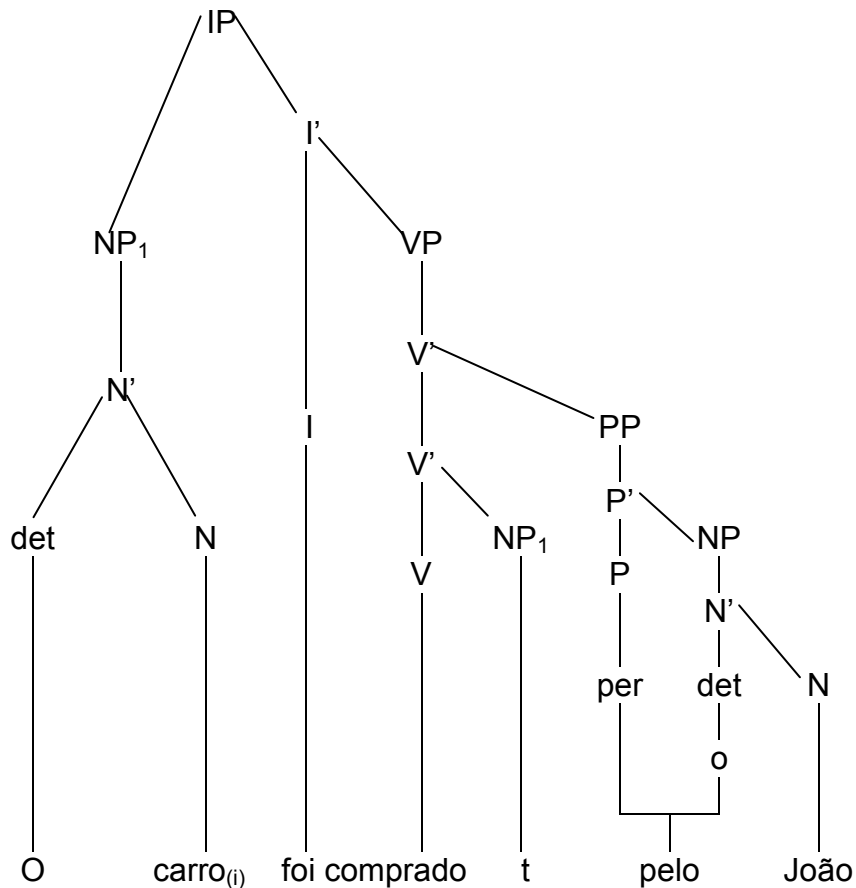 IP
I’
NP₁ VP
V’
N’
I PP
V’
P’
det N NP₁ NP
V P
N’
per det N
o
O carro₍ᵢ₎ foi comprado t pelo João